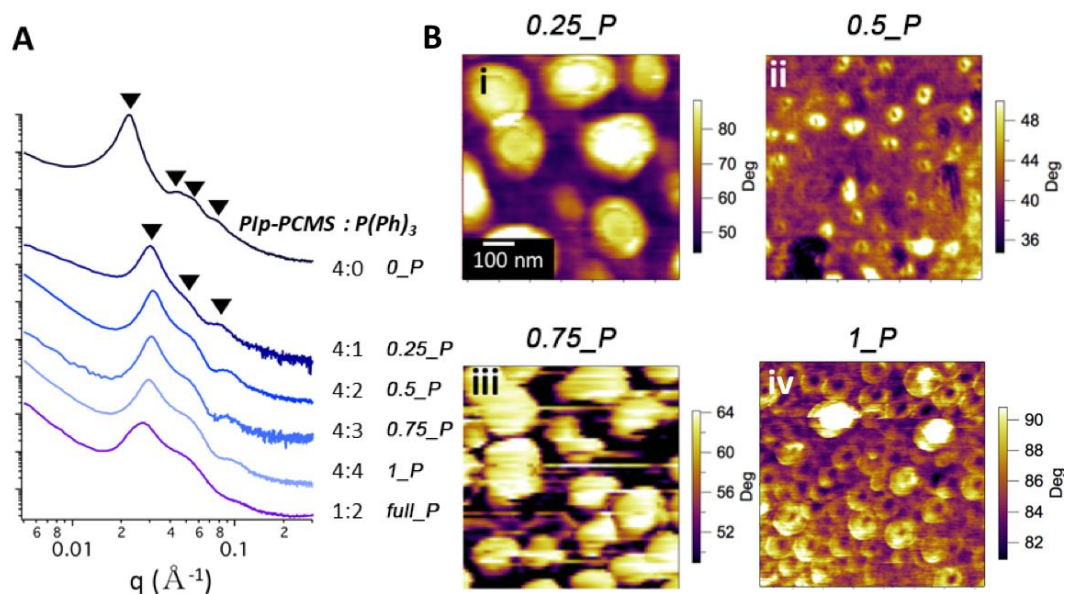 A
PIp-PCMS : P(Ph)3
4:0 0_P
4:1 0.25_P
4:2 0.5_P
4:3 0.75_P
4:4 1_P
1:2 full_P
6 8 2 4 6 8 2
0.01 0.1
q (Å-1)
B
0.25_P
i
100 nm
80
70
60
50
Deg
0.5_P
ii
48
44
40
36
Deg
0.75_P
iii
64
60
56
52
Deg
1_P
iv
90
88
86
84
82
Deg